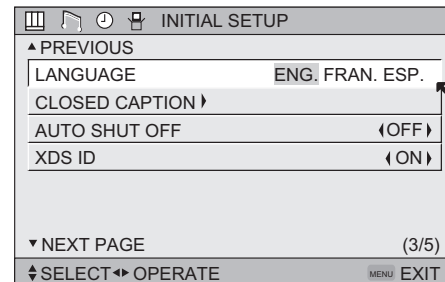 INITIAL SETUP
PREVIOUS
LANGUAGE ENG. FRAN. ESP.
CLOSED CAPTION
AUTO SHUT OFF OFF
XDS ID ON
NEXT PAGE (3/5)
SELECT OPERATE MENU EXIT